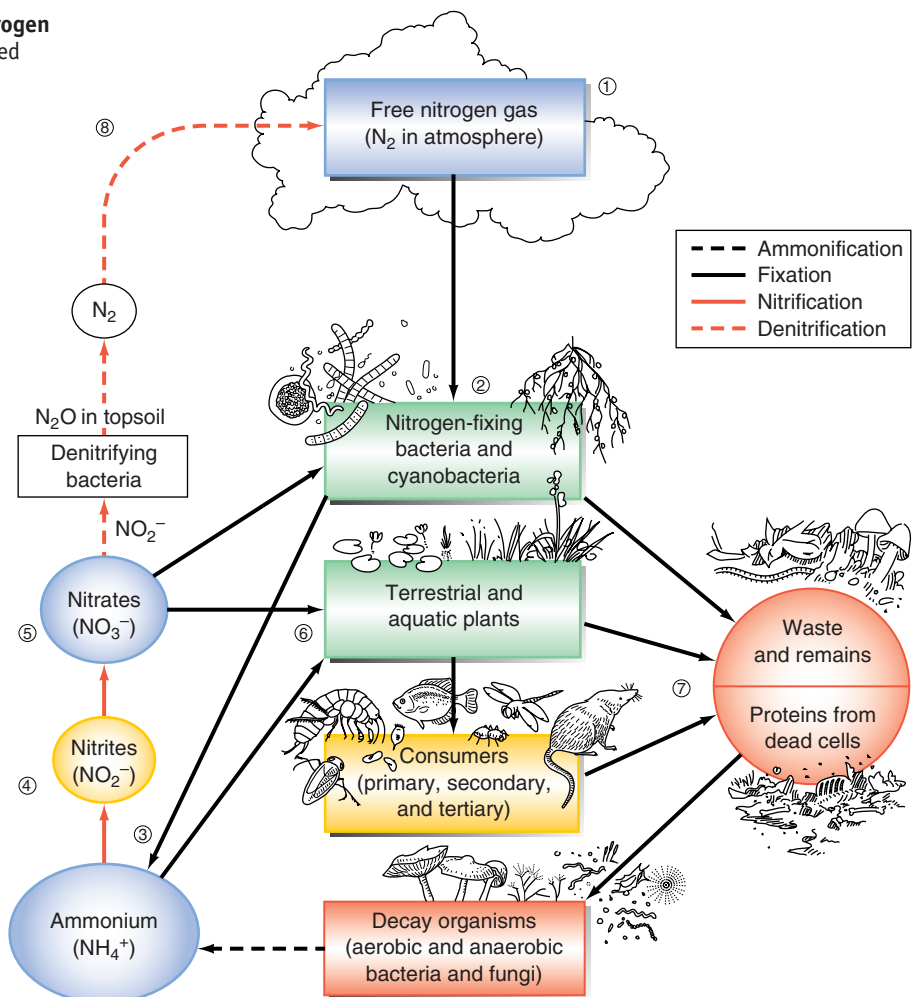 rogen
ed
①
Free nitrogen gas
(N₂ in atmosphere)
⑧
Ammonification
Fixation
Nitrification
Denitrification
N₂
②
N₂O in topsoil
Denitrifying
bacteria
Nitrogen-fixing
bacteria and
cyanobacteria
NO₂⁻
Nitrates
(NO₃⁻)
⑤
⑥
Terrestrial and
aquatic plants
Waste
and remains
⑦
Proteins from
dead cells
Nitrites
(NO₂⁻)
④
Consumers
(primary, secondary,
and tertiary)
③
Ammonium
(NH₄⁺)
Decay organisms
(aerobic and anaerobic
bacteria and fungi)